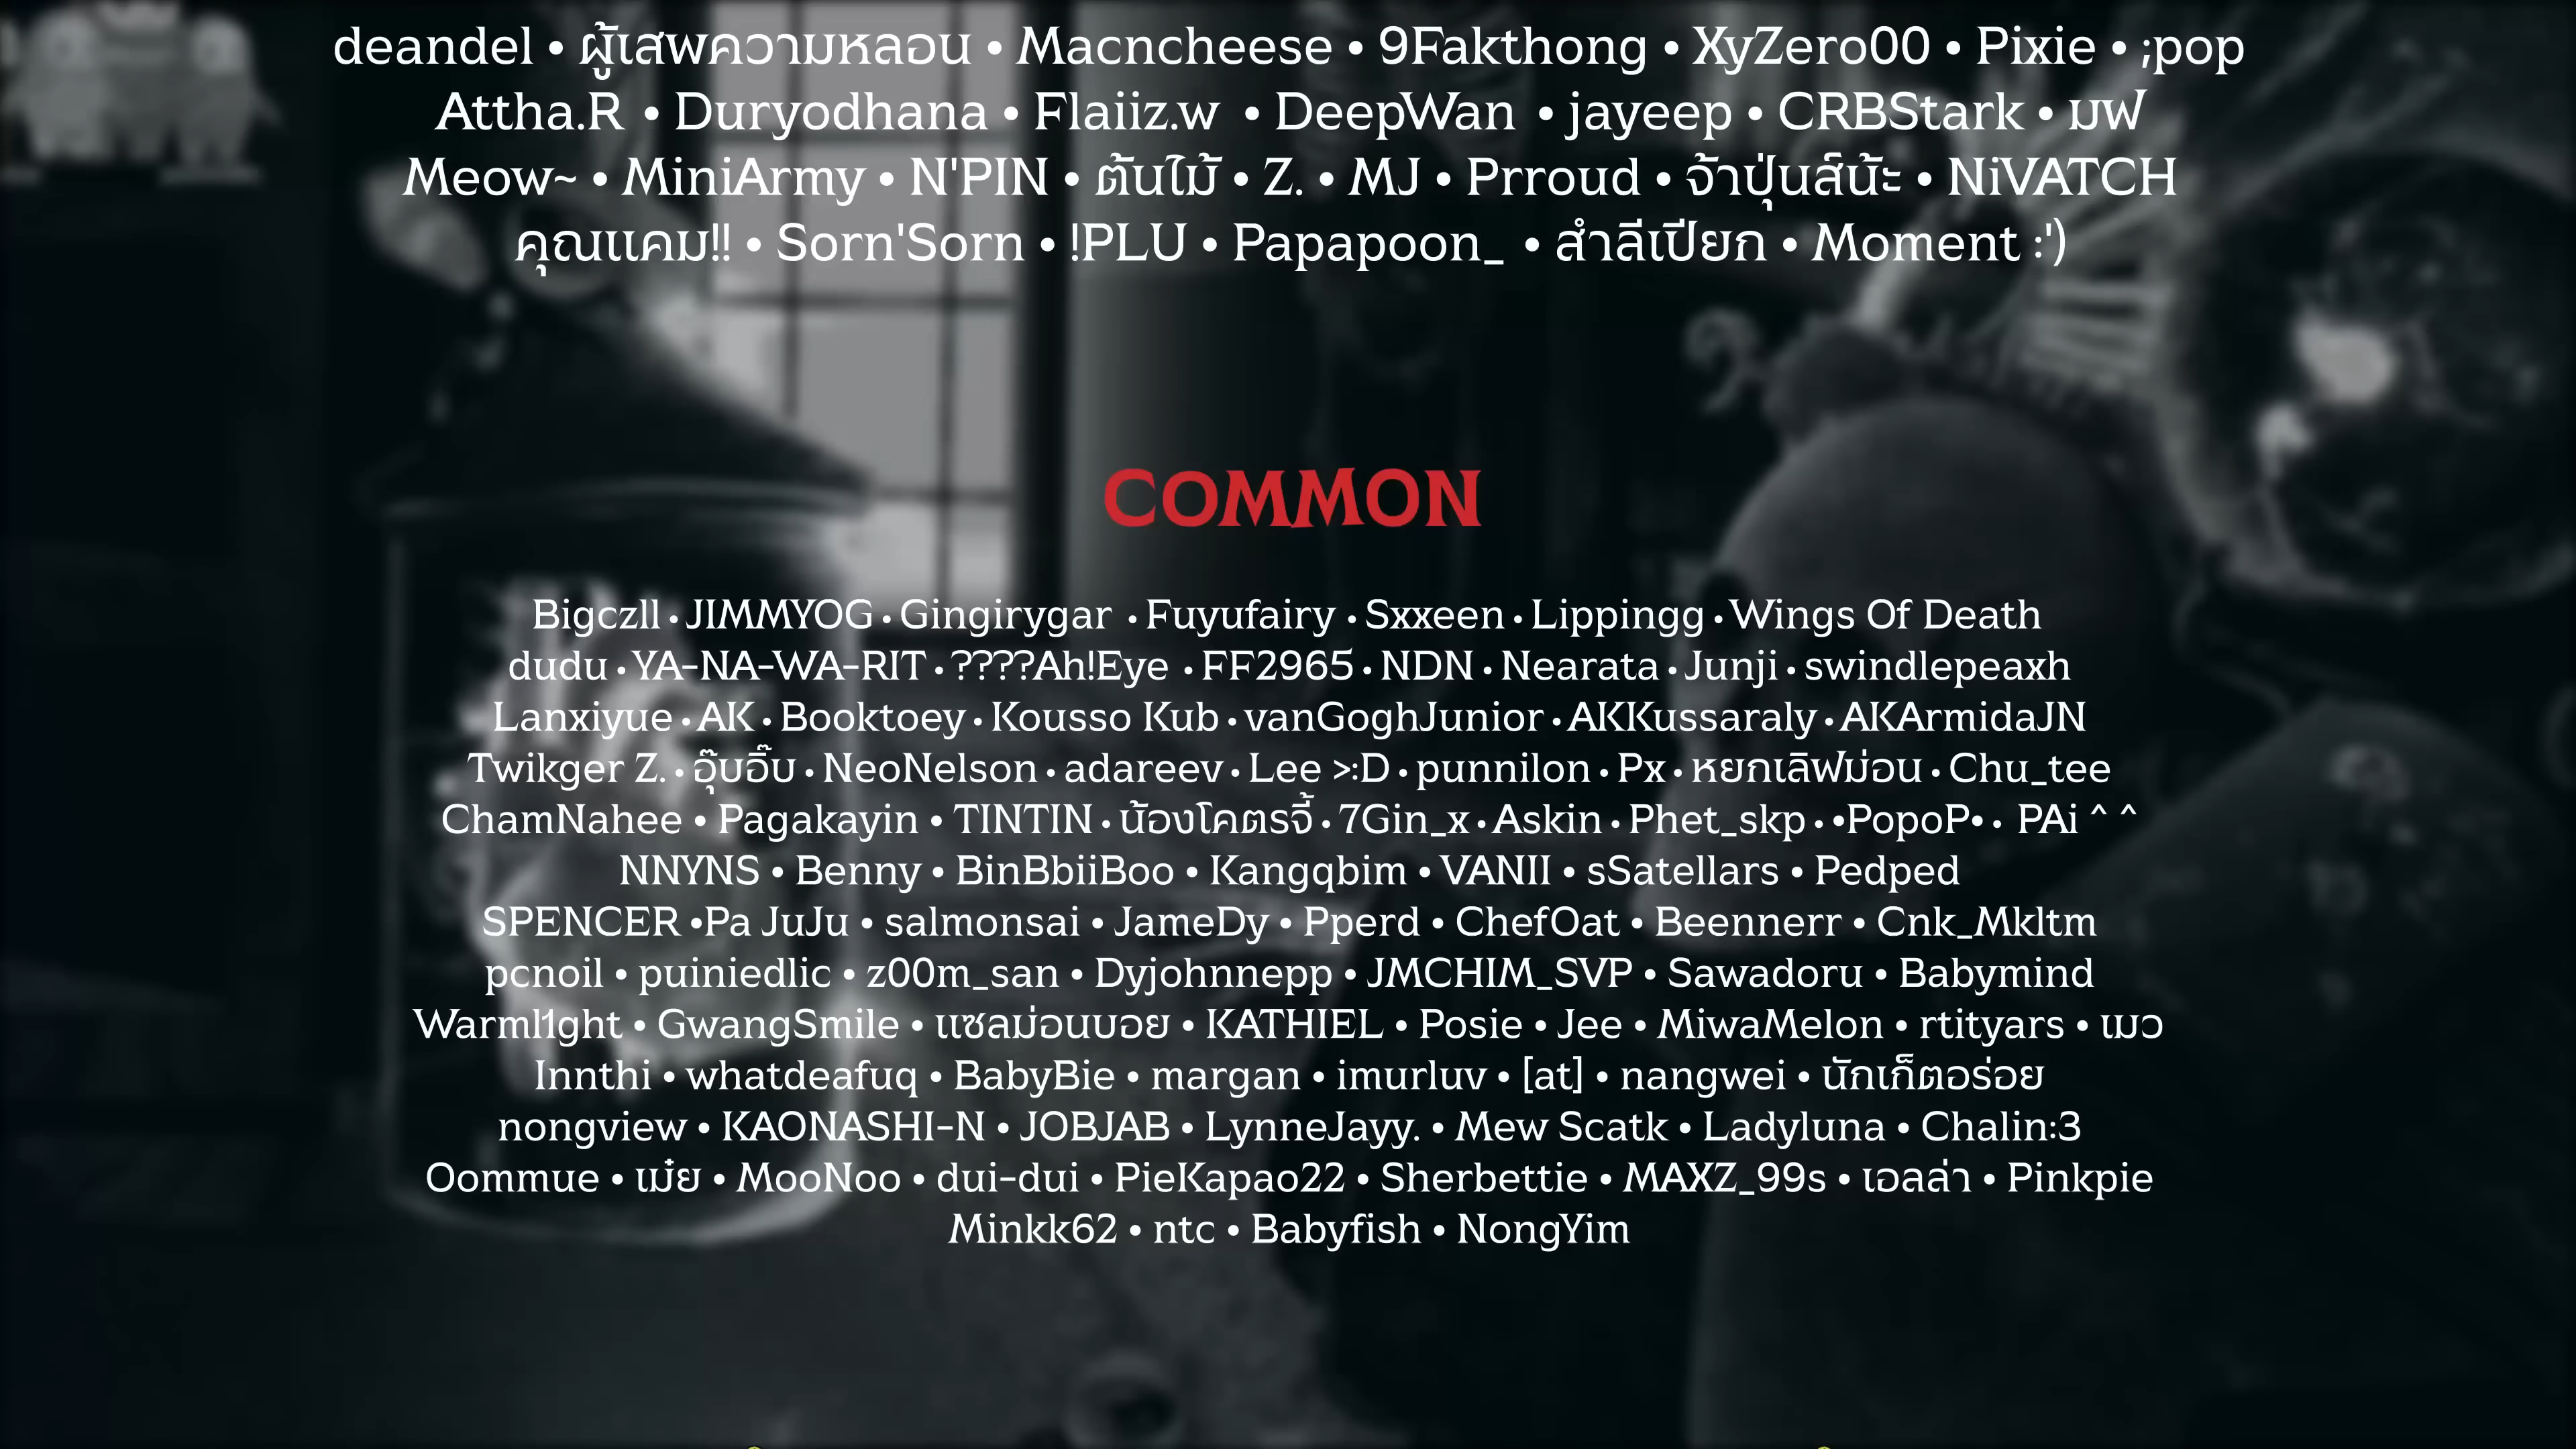 deandel • ผู้เสพความหลอน • Macncheese • 9Fakthong • XyZero00 • Pixie • ;pop
Attha.R • Duryodhana • Flaiiz.w • DeepWan • jayeep • CRBStark • มฟ
Meow~ • MiniArmy • N'PIN • ต้นไม้ • Z. • MJ • Prroud • จ้าปุ่นส์น้ะ • NiVATCH
คุณแคม!! • Sorn'Sorn • !PLU • Papapoon_ • สำลีเปียก • Moment :')
COMMON
Bigczll • JIMMYOG • Gingirygar • Fuyufairy • Sxxeen • Lippingg • Wings Of Death
dudu • YA-NA-WA-RIT • ????Ah!Eye • FF2965 • NDN • Nearata • Junji • swindlepeaxh
Lanxiyue • AK • Booktoey • Kousso Kub • vanGoghJunior • AKKussaraly • AKArmidaJN
Twikger Z. • อุ๊บอิ๊บ • NeoNelson • adareev • Lee >:D • punnilon • Px • หยกเลิฟม่อน • Chu_tee
ChamNahee • Pagakayin • TINTIN • น้องโคตรจี้ • 7Gin_x • Askin • Phet_skp • •PopoP• • PAi ^ ^
NNYNS • Benny • BinBbiiBoo • Kangqbim • VANII • sSatellars • Pedped
SPENCER •Pa JuJu • salmonsai • JameDy • Pperd • ChefOat • Beennerr • Cnk_Mkltm
pcnoil • puiniedlic • z00m_san • Dyjohnnepp • JMCHIM_SVP • Sawadoru • Babymind
Warml1ght • GwangSmile • แซลม่อนบอย • KATHIEL • Posie • Jee • MiwaMelon • rtityars • เมว
Innthi • whatdeafuq • BabyBie • margan • imurluv • [at] • nangwei • นักเก็ตอร่อย
nongview • KAONASHI-N • JOBJAB • LynneJayy. • Mew Scatk • Ladyluna • Chalin:3
Oommue • เม๋ย • MooNoo • dui-dui • PieKapao22 • Sherbettie • MAXZ_99s • เอลล่า • Pinkpie
Minkk62 • ntc • Babyfish • NongYim